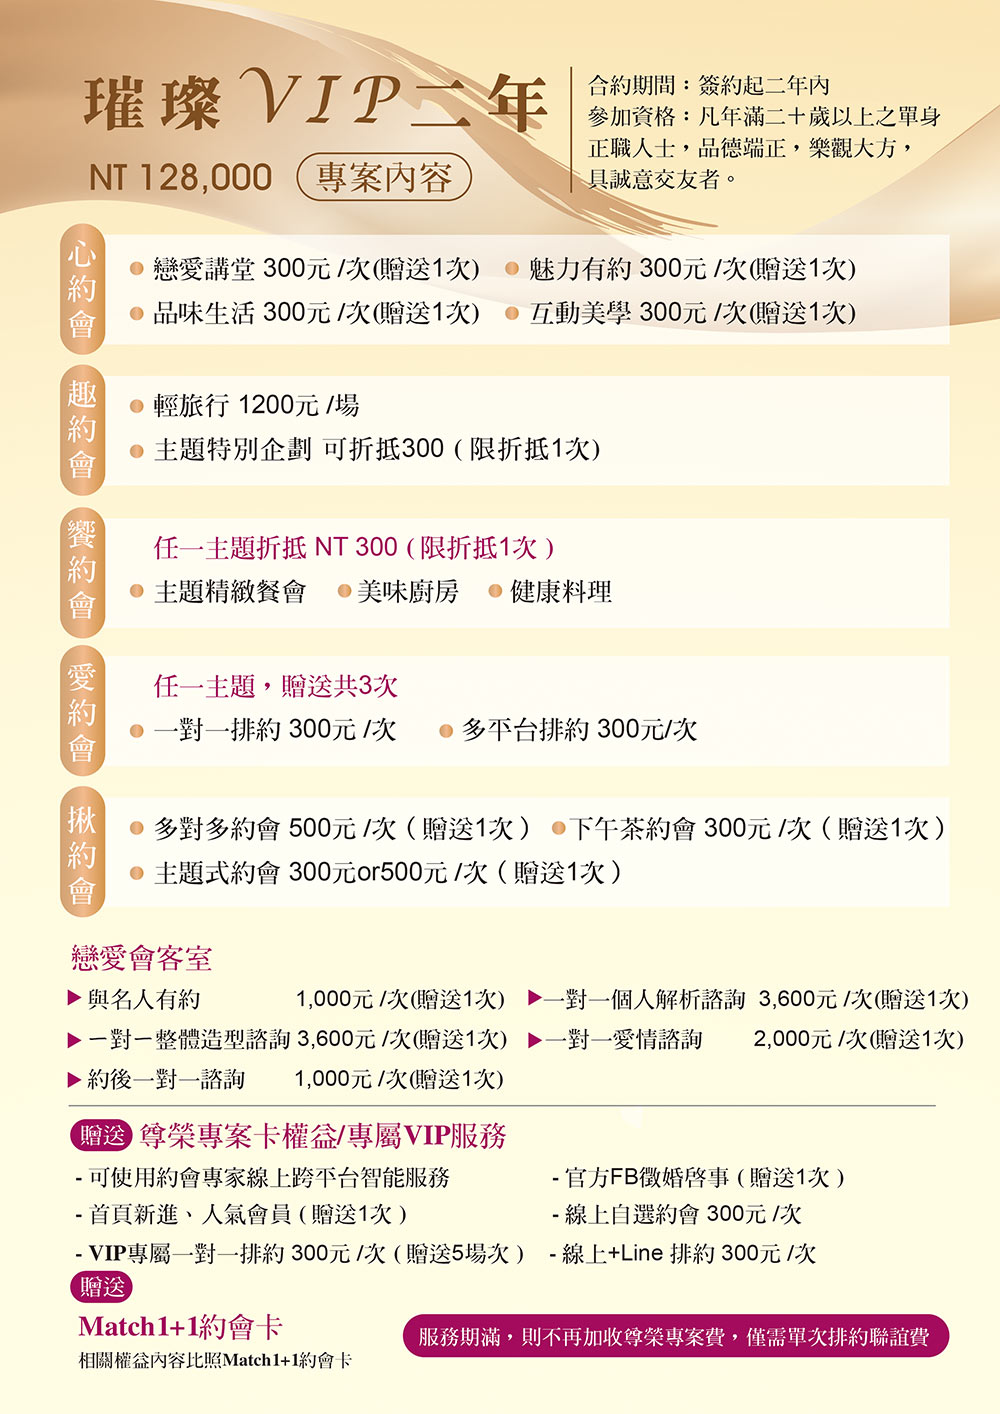 璀璨 VIP二年
NT 128,000 專案內容
合約期間：簽約起二年內
參加資格：凡年滿二十歲以上之單身
正職人士，品德端正，樂觀大方，
具誠意交友者。
心約會
戀愛講堂 300元 /次(贈送1次) 魅力有約 300元 /次(贈送1次)
品味生活 300元 /次(贈送1次) 互動美學 300元 /次(贈送1次)
趣約會
輕旅行 1200元 /場
主題特別企劃 可折抵300 ( 限折抵1次)
饗約會
任一主題折抵 NT 300 ( 限折抵1次 )
主題精緻餐會 美味廚房 健康料理
愛約會
任一主題，贈送共3次
一對一排約 300元 /次 多平台排約 300元/次
揪約會
多對多約會 500元 /次 ( 贈送1次 ) 下午茶約會 300元 /次 ( 贈送1次 )
主題式約會 300元or500元 /次 ( 贈送1次 )
戀愛會客室
與名人有約 1,000元 /次(贈送1次) 一對一個人解析諮詢 3,600元 /次(贈送1次)
一對一整體造型諮詢 3,600元 /次(贈送1次) 一對一愛情諮詢 2,000元 /次(贈送1次)
約後一對一諮詢 1,000元 /次(贈送1次)
贈送 尊榮專案卡權益/專屬VIP服務
- 可使用約會專家線上跨平台智能服務 - 官方FB徵婚啓事 ( 贈送1次 )
- 首頁新進、人氣會員 ( 贈送1次 ) - 線上自選約會 300元 /次
- VIP專屬一對一排約 300元 /次 ( 贈送5場次 ) - 線上+Line 排約 300元 /次
贈送
Match1+1約會卡
相關權益內容比照Match1+1約會卡
服務期滿，則不再加收尊榮專案費，僅需單次排約聯誼費